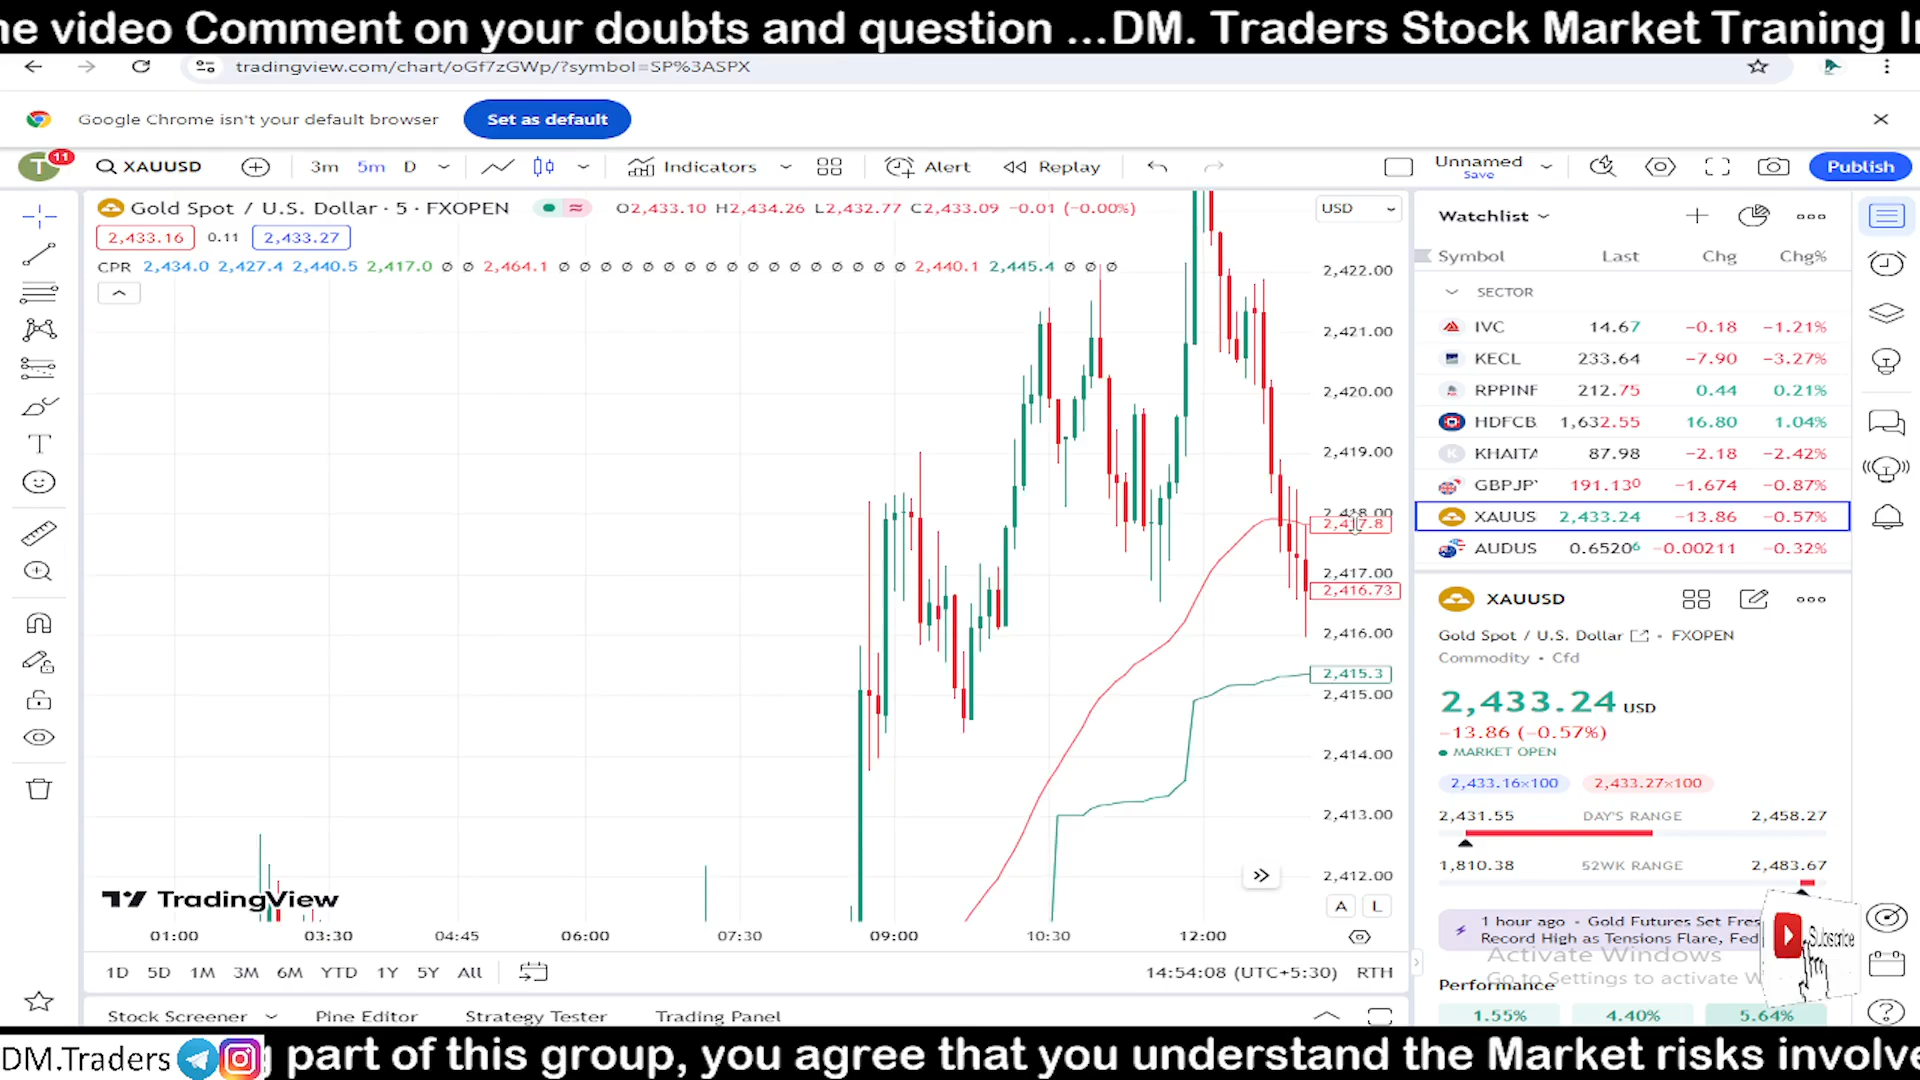 ne video Comment on your doubts and question ...DM. Traders Stock Market Traning In
tradingview.com/chart/oGf7zGWp/?symbol=SP%3ASPX
Google Chrome isn't your default browser Set as default
T 11 XAUUSD 3m 5m D Indicators Alert Replay Unnamed Save Publish
Gold Spot / U.S. Dollar · 5 · FXOPEN O2,433.10 H2,434.26 L2,432.77 C2,433.09 −0.01 (−0.00%) USD
2,433.16 0.11 2,433.27
CPR 2,434.0 2,427.4 2,440.5 2,417.0 ∅ ∅ 2,464.1 ∅ ∅ ∅ ∅ ∅ ∅ ∅ ∅ ∅ ∅ ∅ ∅ ∅ ∅ ∅ ∅ ∅ 2,440.1 2,445.4 ∅ ∅ ∅
2,422.00
2,421.00
2,420.00
2,419.00
2,418.00
2,417.8
2,417.00
2,416.73
2,416.00
2,415.3
2,415.00
2,414.00
2,413.00
2,412.00
A L
TradingView
01:00 03:30 04:45 06:00 07:30 09:00 10:30 12:00
1D 5D 1M 3M 6M YTD 1Y 5Y All 14:54:08 (UTC+5:30) RTH
Stock Screener Pine Editor Strategy Tester Trading Panel
Watchlist
Symbol Last Chg Chg%
SECTOR
IVC 14.67 −0.18 −1.21%
KECL 233.64 −7.90 −3.27%
RPPINF 212.75 0.44 0.21%
HDFCB 1,632.55 16.80 1.04%
K KHAITA 87.98 −2.18 −2.42%
GBPJPY 191.130 −1.674 −0.87%
XAUUS 2,433.24 −13.86 −0.57%
AUDUS 0.65206 −0.00211 −0.32%
XAUUSD
Gold Spot / U.S. Dollar • FXOPEN
Commodity • Cfd
2,433.24 USD
−13.86 (−0.57%)
MARKET OPEN
2,433.16×100 2,433.27×100
2,431.55 DAY'S RANGE 2,458.27
1,810.38 52WK RANGE 2,483.67
1 hour ago - Gold Futures Set Fres
Record High as Tensions Flare, Fed
Subscribe
Activate Windows
Go to Settings to activate W
Performance
1.55% 4.40% 5.64%
DM.Traders g part of this group, you agree that you understand the Market risks involve